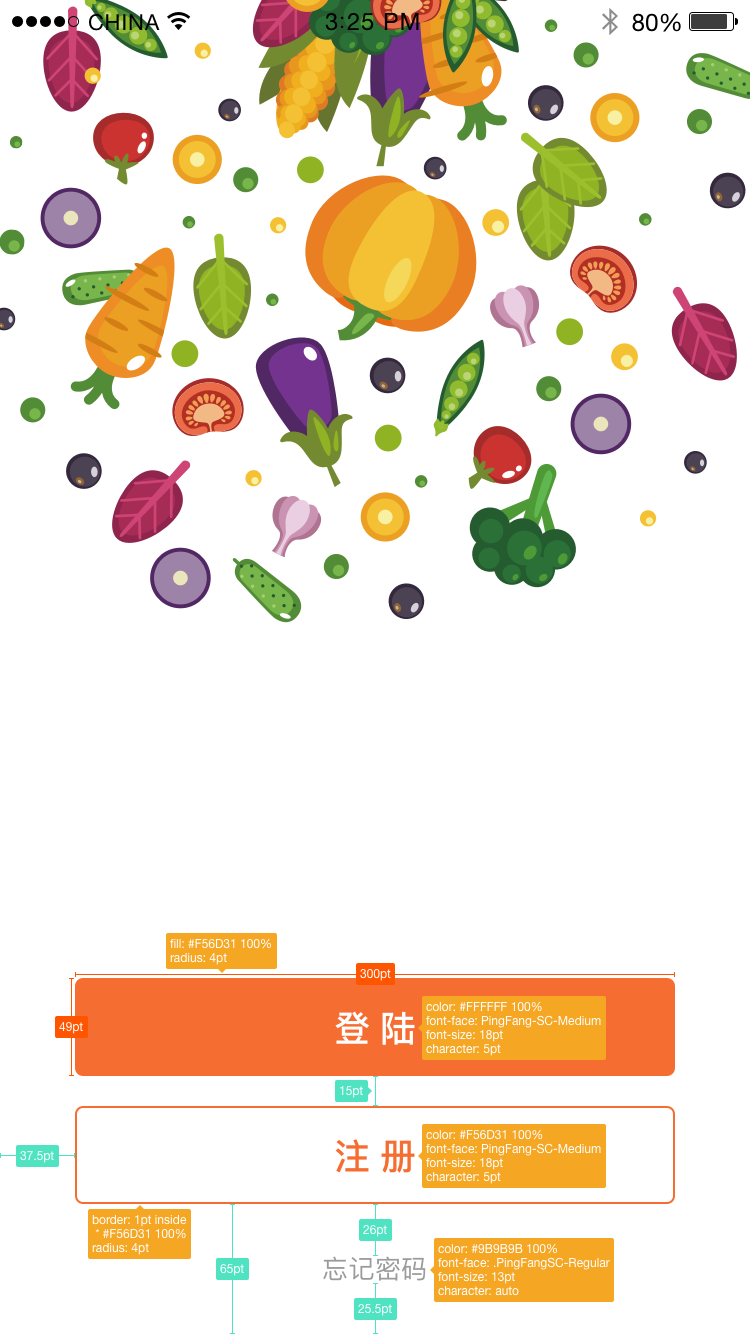 CHINA 3:25 PM 80%
fill: #F56D31 100%
radius: 4pt
300pt
49pt
登 陆
color: #FFFFFF 100%
font-face: PingFang-SC-Medium
font-size: 18pt
character: 5pt
15pt
37.5pt
注 册
color: #F56D31 100%
font-face: PingFang-SC-Medium
font-size: 18pt
character: 5pt
border: 1pt inside
* #F56D31 100%
radius: 4pt
26pt
65pt
忘记密码
color: #9B9B9B 100%
font-face: .PingFangSC-Regular
font-size: 13pt
character: auto
25.5pt